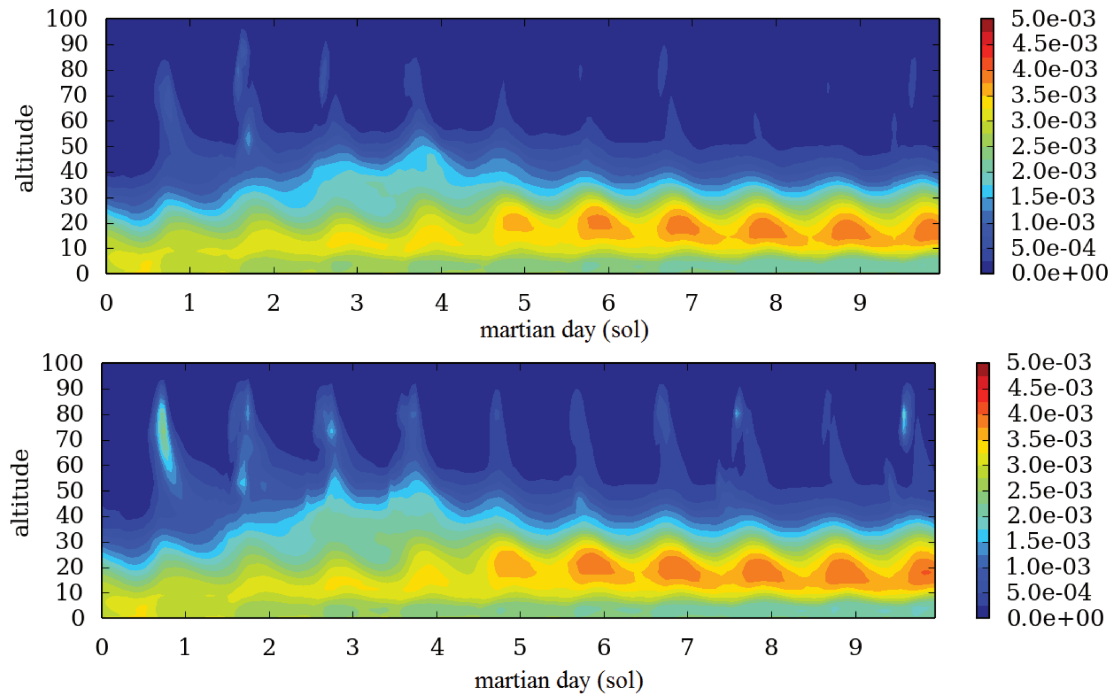 100
90
80
70
60
50
40
30
20
10
0
altitude
0 1 2 3 4 5 6 7 8 9
martian day (sol)
5.0e-03
4.5e-03
4.0e-03
3.5e-03
3.0e-03
2.5e-03
2.0e-03
1.5e-03
1.0e-03
5.0e-04
0.0e+00
100
90
80
70
60
50
40
30
20
10
0
altitude
0 1 2 3 4 5 6 7 8 9
martian day (sol)
5.0e-03
4.5e-03
4.0e-03
3.5e-03
3.0e-03
2.5e-03
2.0e-03
1.5e-03
1.0e-03
5.0e-04
0.0e+00